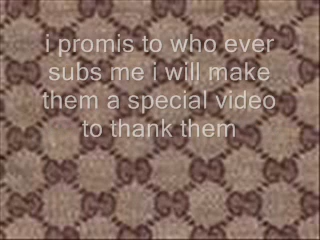 i promis to who ever
subs me i will make
them a special video
to thank them